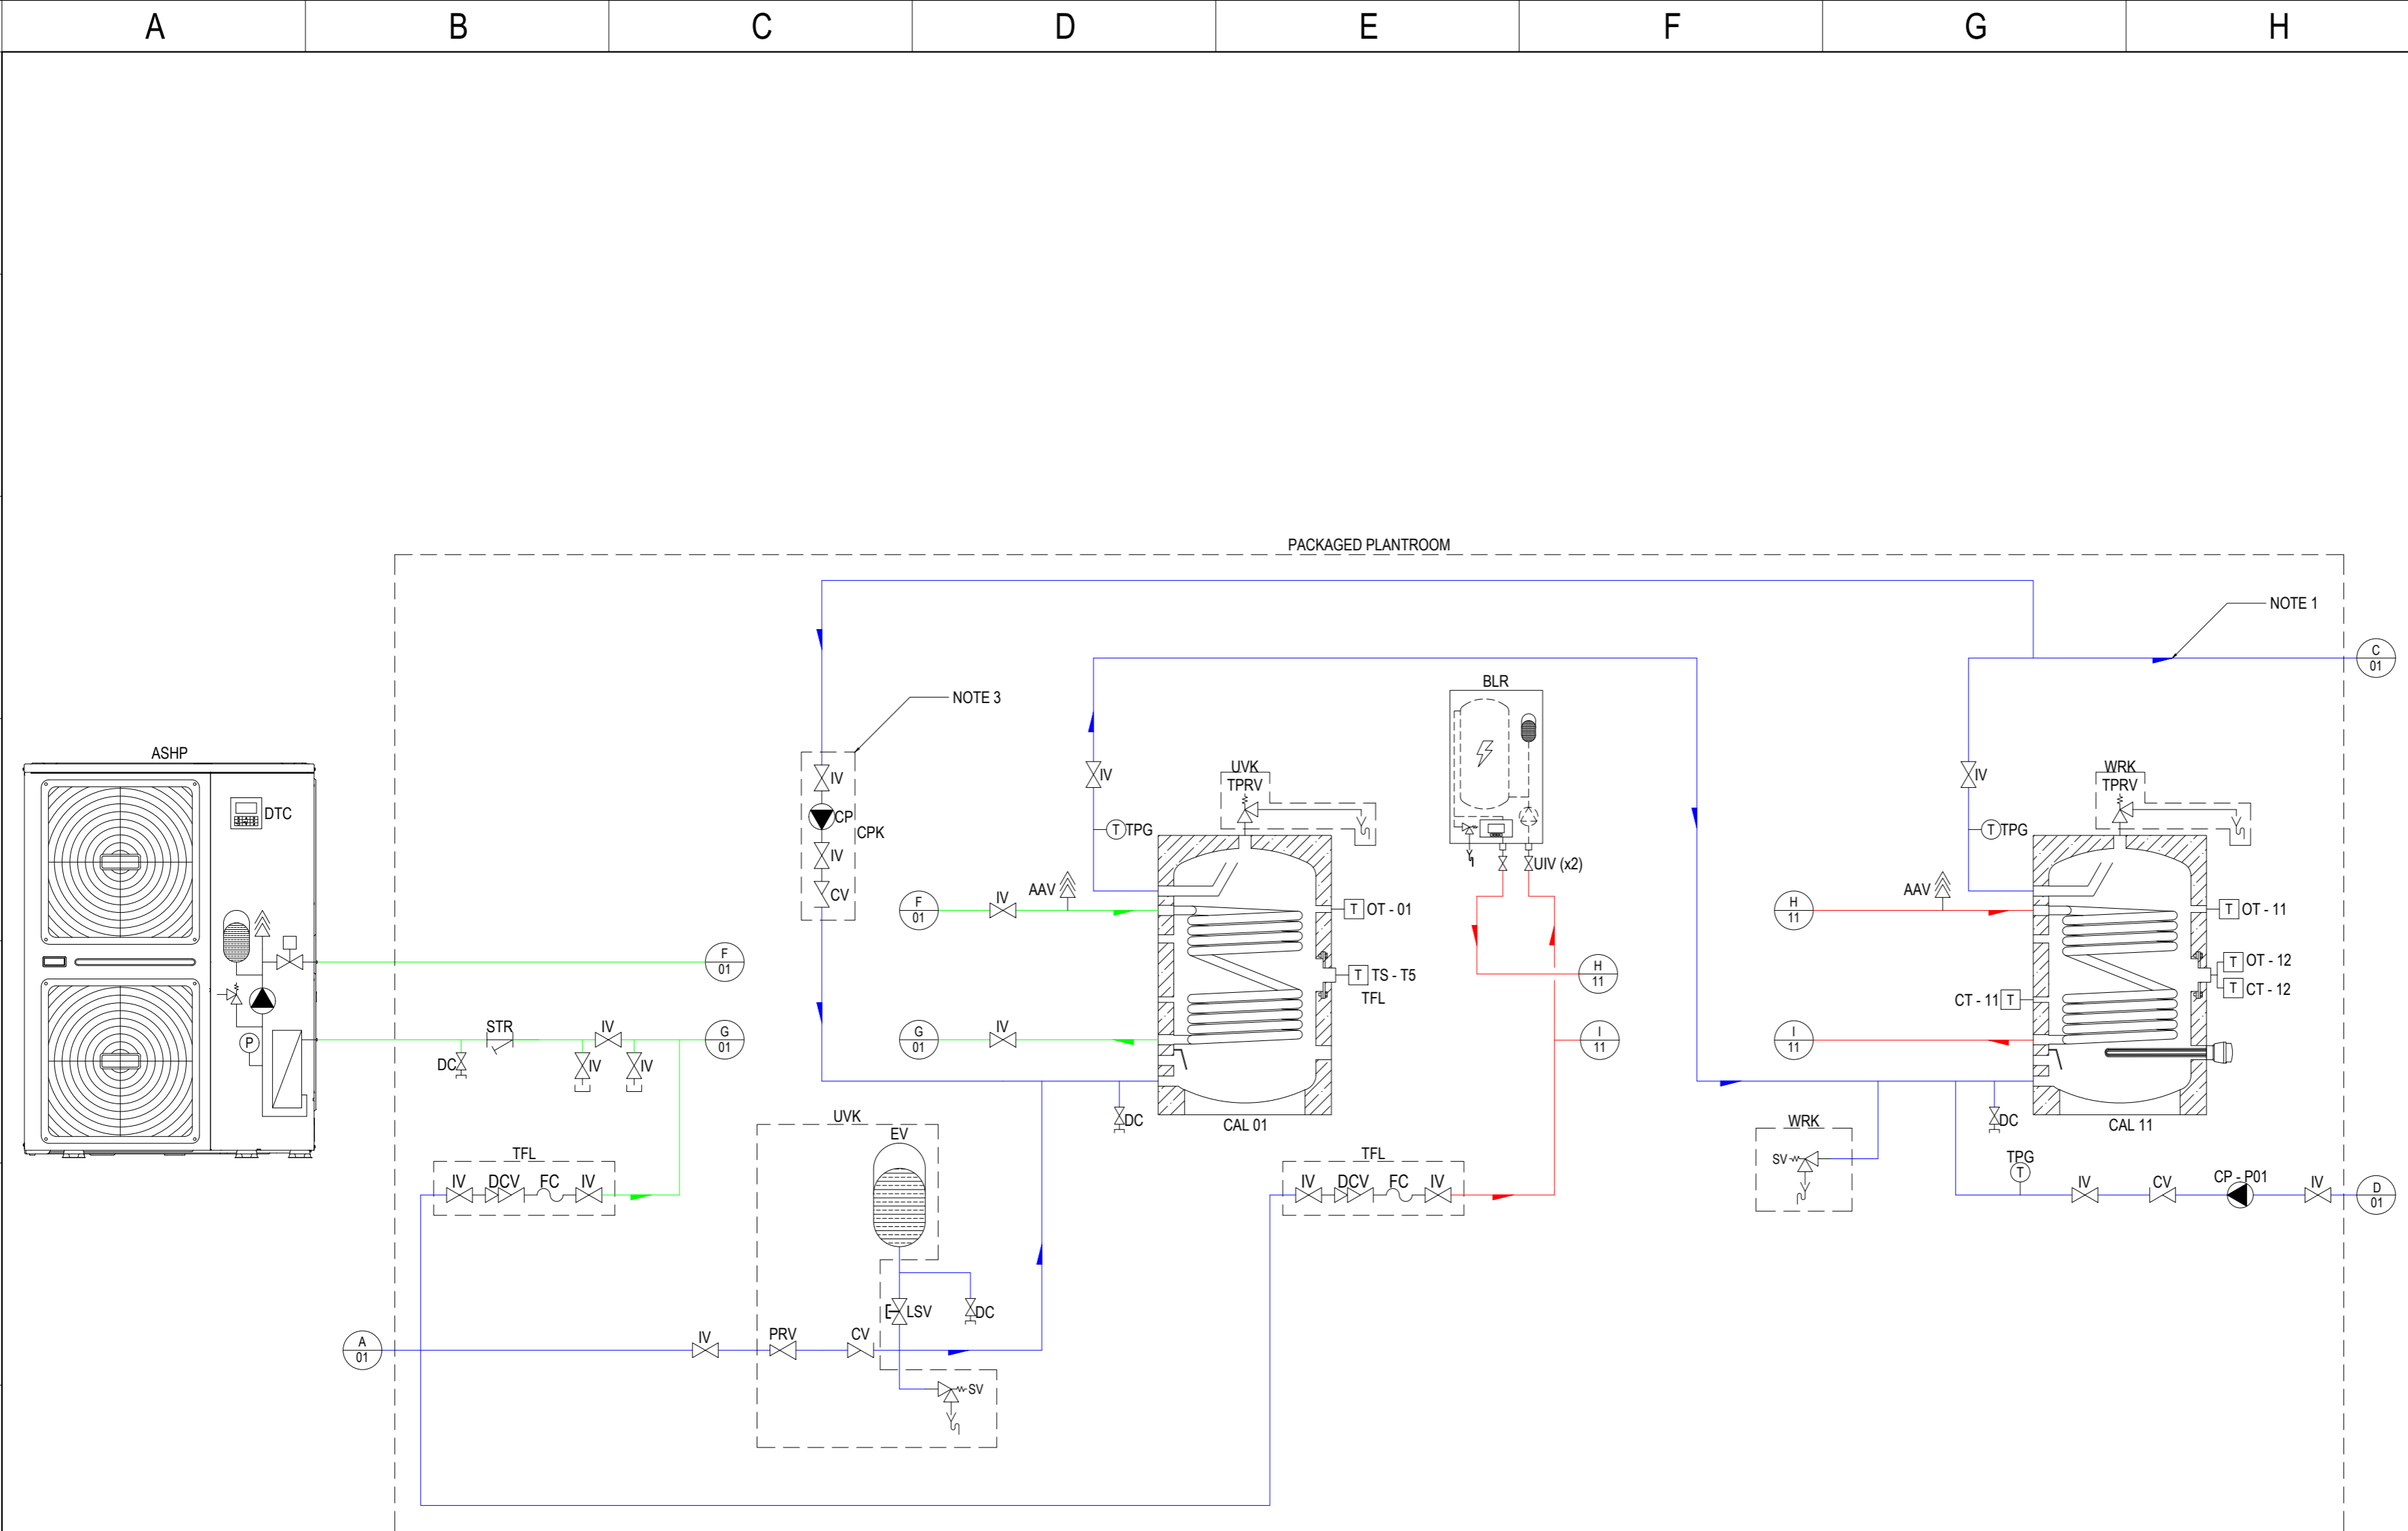 A
B
C
D
E
F
G
H
PACKAGED PLANTROOM
NOTE 1
C
01
NOTE 3
BLR
ASHP
DTC
IV
CP
CPK
IV
CV
IV
TTPG
UVK
TPRV
UIV (x2)
IV
TTPG
WRK
TPRV
F
01
IV
AAV
T OT - 01
H
11
AAV
T OT - 11
F
01
T TS - T5
TFL
H
11
T OT - 12
T CT - 12
CT - 11 T
P
STR
IV
G
01
G
01
IV
I
11
I
11
DC
IV
IV
DC
CAL 01
DC
CAL 11
UVK
EV
WRK
SV
TFL
IV
DCV
FC
IV
TFL
IV
DCV
FC
IV
TPG
T
IV
CV
CP - P01
IV
D
01
LSV
DC
A
01
IV
PRV
CV
SV